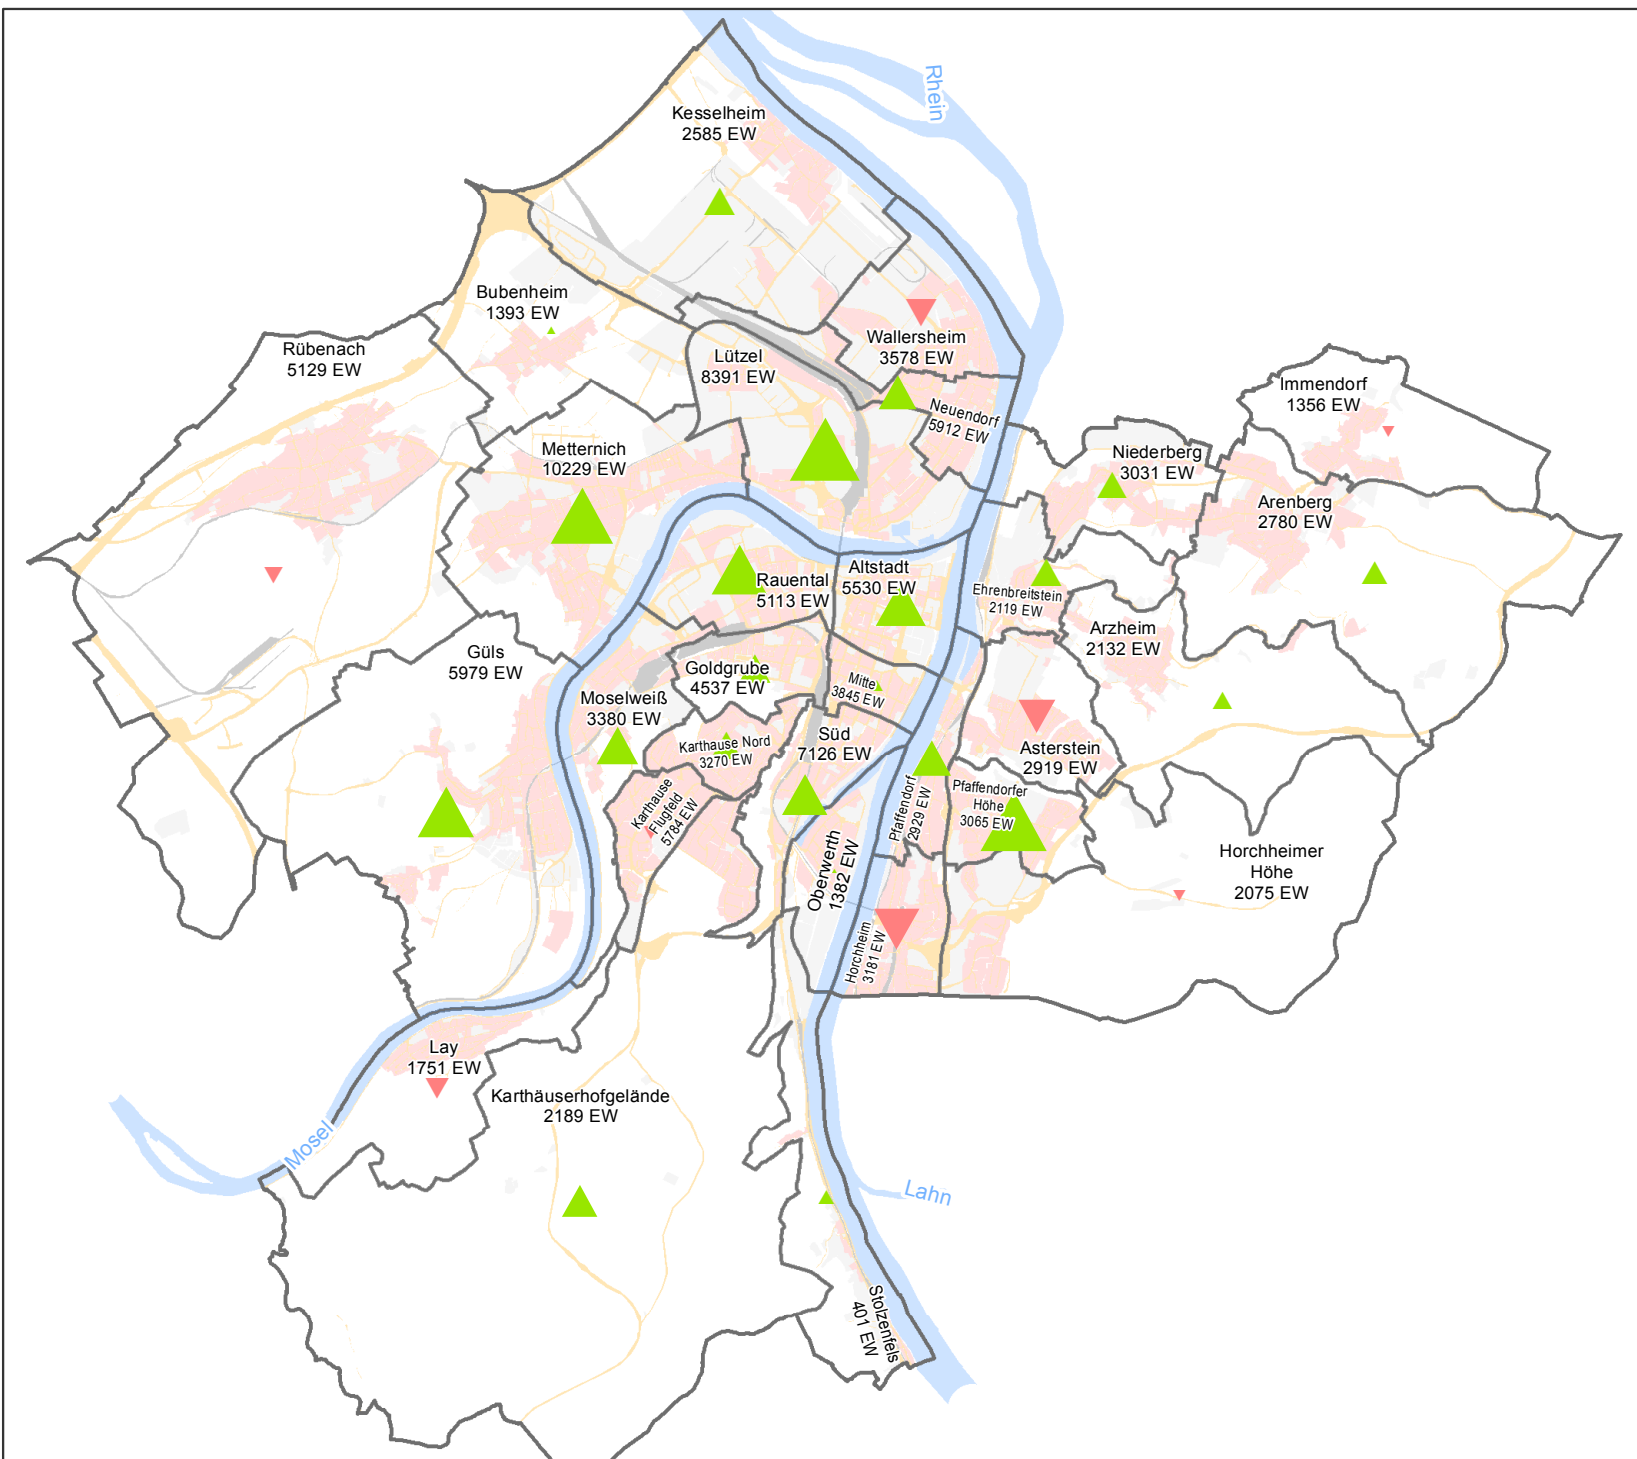 Rhein
Kesselheim
2585 EW
Bubenheim
1393 EW
Rübenach
5129 EW
Wallersheim
3578 EW
Lützel
8391 EW
Neuendorf
5912 EW
Immendorf
1356 EW
Metternich
10229 EW
Niederberg
3031 EW
Arenberg
2780 EW
Rauental
5113 EW
Altstadt
5530 EW
Ehrenbreitstein
2119 EW
Arzheim
2132 EW
Güls
5979 EW
Goldgrube
4537 EW
Mitte
3845 EW
Moselweiß
3380 EW
Karthause Nord
3270 EW
Süd
7126 EW
Asterstein
2919 EW
Karthause
Flugfeld
5784 EW
Pfaffendorf
2929 EW
Pfaffendorfer
Höhe
3065 EW
Oberwerth
1382 EW
Horchheimer
Höhe
2075 EW
Horchheim
3181 EW
Lay
1751 EW
Karthäuserhofgelände
2189 EW
Mosel
Lahn
Stolzenfels
401 EW